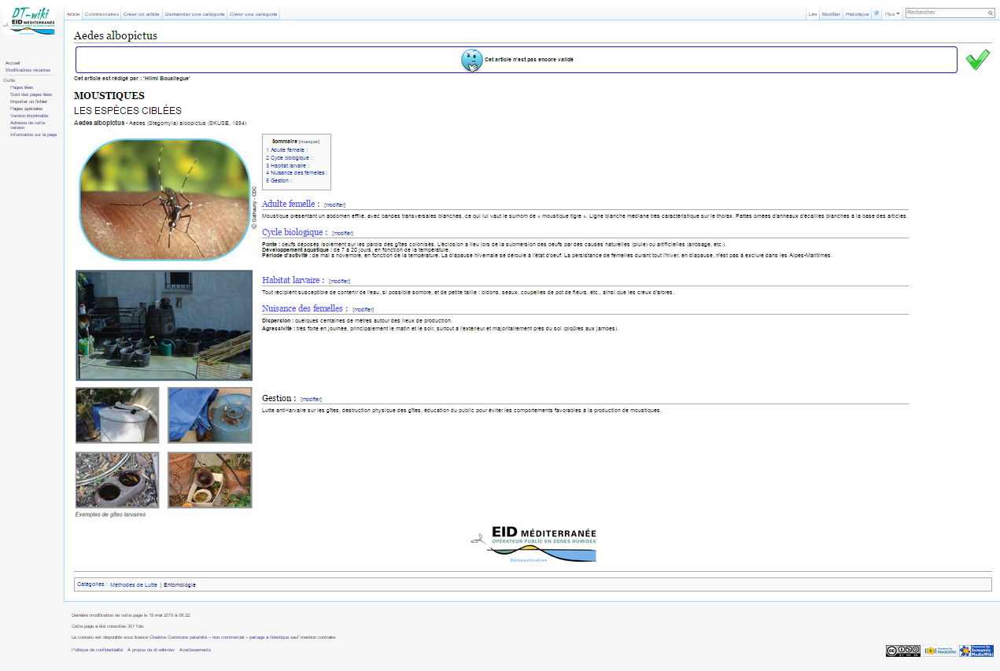 DT-wiki
EID MÉDITERRANÉE
OPÉRATEUR PUBLIC EN ZONES HUMIDES
Démoustication
Article Commentaires Créer un article Demander une catégorie Créer une catégorie
Lire Modifier Historique Plus Rechercher
Accueil
Modifications récentes
Outils
Pages liées
Suivi des pages liées
Importer un fichier
Pages spéciales
Version imprimable
Adresse de cette
version
Information sur la page
Aedes albopictus
Cet article n'est pas encore validé
Cet article est rédigé par : 'Hilmi Bouallegue'
MOUSTIQUES
LES ESPÈCES CIBLÉES
Aedes albopictus - Aedes (Stegomyia) albopictus (SKUSE, 1894)
© Gathauny - CDC
Sommaire [masquer]
1 Adulte femelle :
2 Cycle biologique :
3 Habitat larvaire :
4 Nuisance des femelles :
5 Gestion :
Adulte femelle : [modifier]
Moustique présentant un abdomen effilé, avec bandes transversales blanches, ce qui lui vaut le surnom de « moustique tigre ». Ligne blanche médiane très caractéristique sur le thorax. Pattes ornées d'anneaux d'écailles blanches à la base des articles.
Cycle biologique : [modifier]
Ponte : oeufs déposés isolément sur les parois des gîtes colonisés. L'éclosion a lieu lors de la submersion des oeufs par des causes naturelles (pluie) ou artificielles (arrosage, etc.).
Développement aquatique : de 7 à 20 jours, en fonction de la température.
Période d'activité : de mai à novembre, en fonction de la température. La diapause hivernale se déroule à l'état d'oeuf. La persistance de femelles durant tout l'hiver, en diapause, n'est pas à exclure dans les Alpes-Maritimes.
Habitat larvaire : [modifier]
Tout récipient susceptible de contenir de l'eau, si possible sombre, et de petite taille : bidons, seaux, coupelles de pot de fleurs, etc., ainsi que les creux d'arbres.
Nuisance des femelles : [modifier]
Dispersion : quelques centaines de mètres autour des lieux de production.
Agressivité : très forte en journée, principalement le matin et le soir, surtout à l'extérieur et majoritairement près du sol (piqûres aux jambes).
Gestion : [modifier]
Lutte anti-larvaire sur les gîtes, destruction physique des gîtes, éducation du public pour éviter les comportements favorables à la production de moustiques.
Exemples de gîtes larvaires
EID MÉDITERRANÉE
OPÉRATEUR PUBLIC EN ZONES HUMIDES
Démoustication
Catégories : Méthodes de Lutte | Entomologie
Dernière modification de cette page le 19 mai 2015 à 08:22.
Cette page a été consultée 307 fois.
Le contenu est disponible sous licence Creative Commons paternité – non commercial – partage à l'identique sauf mention contraire.
Politique de confidentialité À propos de dt-wiki-dev Avertissements
BY NC SA
Powered By MediaWiki
Powered By Semantic MediaWiki